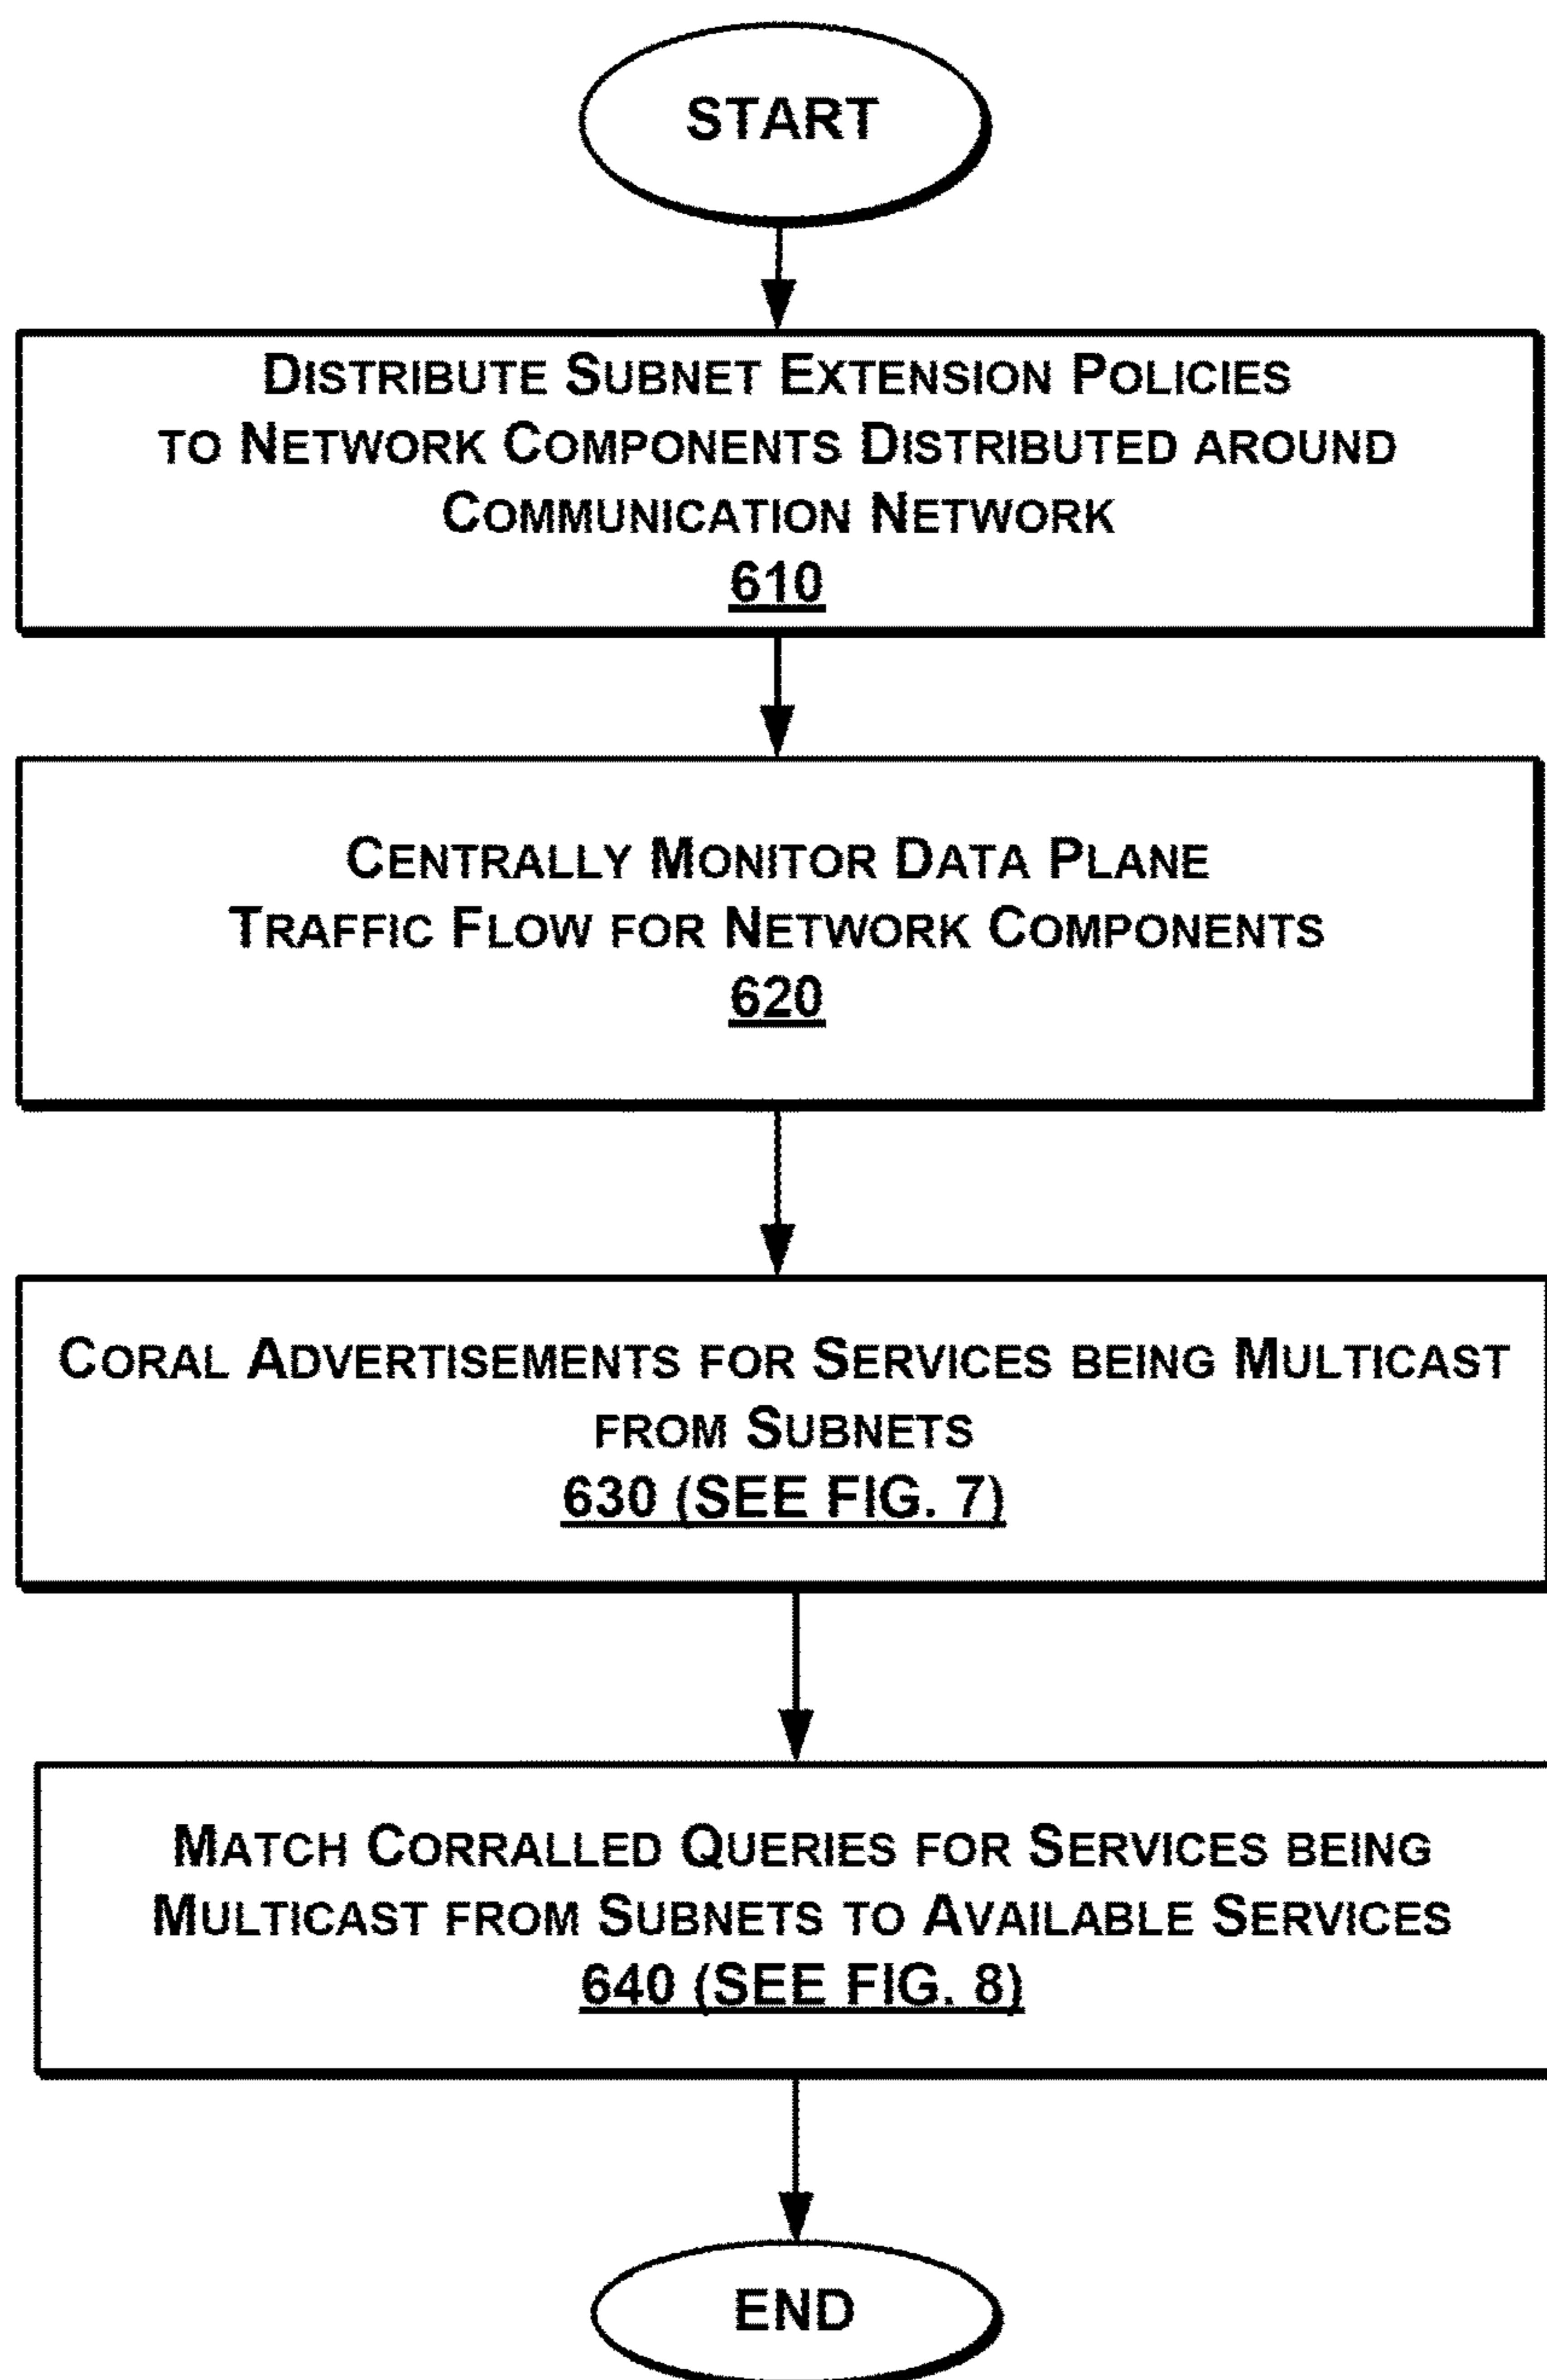 START
DISTRIBUTE SUBNET EXTENSION POLICIES
TO NETWORK COMPONENTS DISTRIBUTED AROUND
COMMUNICATION NETWORK
610
CENTRALLY MONITOR DATA PLANE
TRAFFIC FLOW FOR NETWORK COMPONENTS
620
CORAL ADVERTISEMENTS FOR SERVICES BEING MULTICAST
FROM SUBNETS
630 (SEE FIG. 7)
MATCH CORRALLED QUERIES FOR SERVICES BEING
MULTICAST FROM SUBNETS TO AVAILABLE SERVICES
640 (SEE FIG. 8)
END